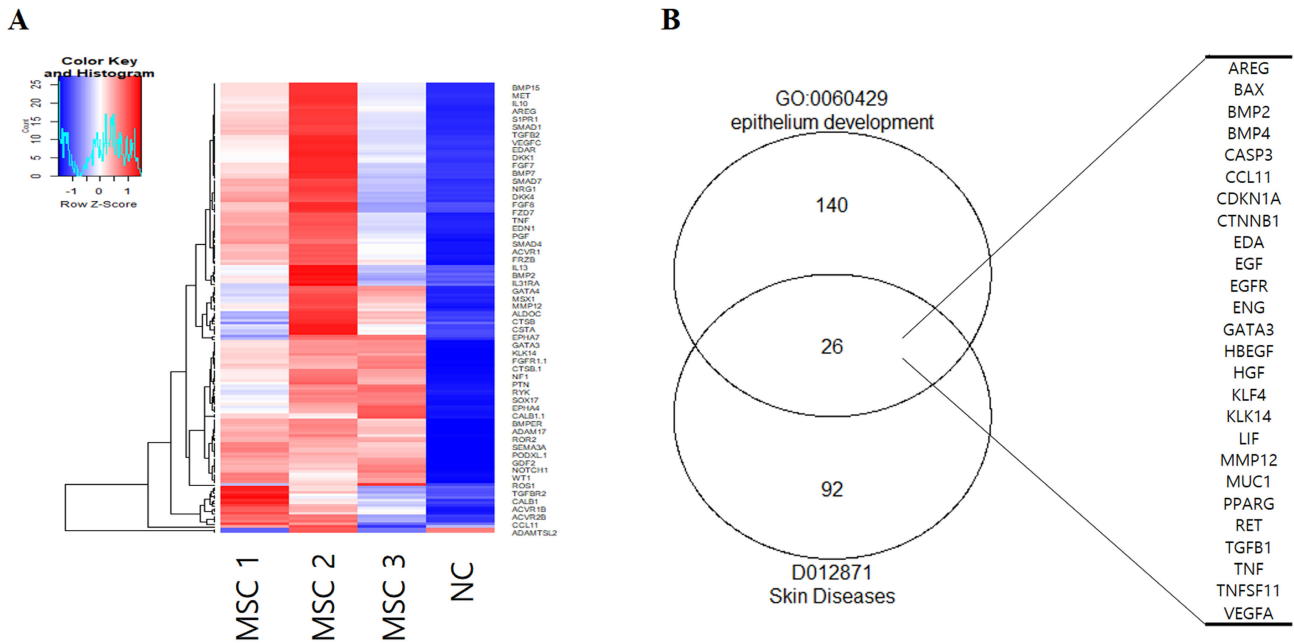 A
Color Key
and Histogram
Count
0 5 10 15 20 25
-1 0 1
Row Z-Score
BMP15
MET
IL10
AREG
S1PR1
SMAD1
TGFB2
VEGFC
EDAR
DKK1
FGF7
BMP7
SMAD7
NRG1
DKK4
FGF8
FZD7
TNF
EDN1
PGF
SMAD4
ACVR1
FRZB
IL13
BMP2
IL31RA
GATA4
MSX1
MMP12
ALDOC
CTSB
CSTA
EPHA7
GATA3
KLK14
FGFR1.1
CTSB.1
NF1
PTN
RYK
SOX17
EPHA4
CALB1.1
BMPER
ADAM17
ROR2
SEMA3A
PODXL.1
GDF2
NOTCH1
WT1
ROS1
TGFBR2
CALB1
ACVR1B
ACVR2B
CCL11
ADAMTSL2
MSC 1
MSC 2
MSC 3
NC
B
GO:0060429
epithelium development
140
26
92
D012871
Skin Diseases
AREG
BAX
BMP2
BMP4
CASP3
CCL11
CDKN1A
CTNNB1
EDA
EGF
EGFR
ENG
GATA3
HBEGF
HGF
KLF4
KLK14
LIF
MMP12
MUC1
PPARG
RET
TGFB1
TNF
TNFSF11
VEGFA